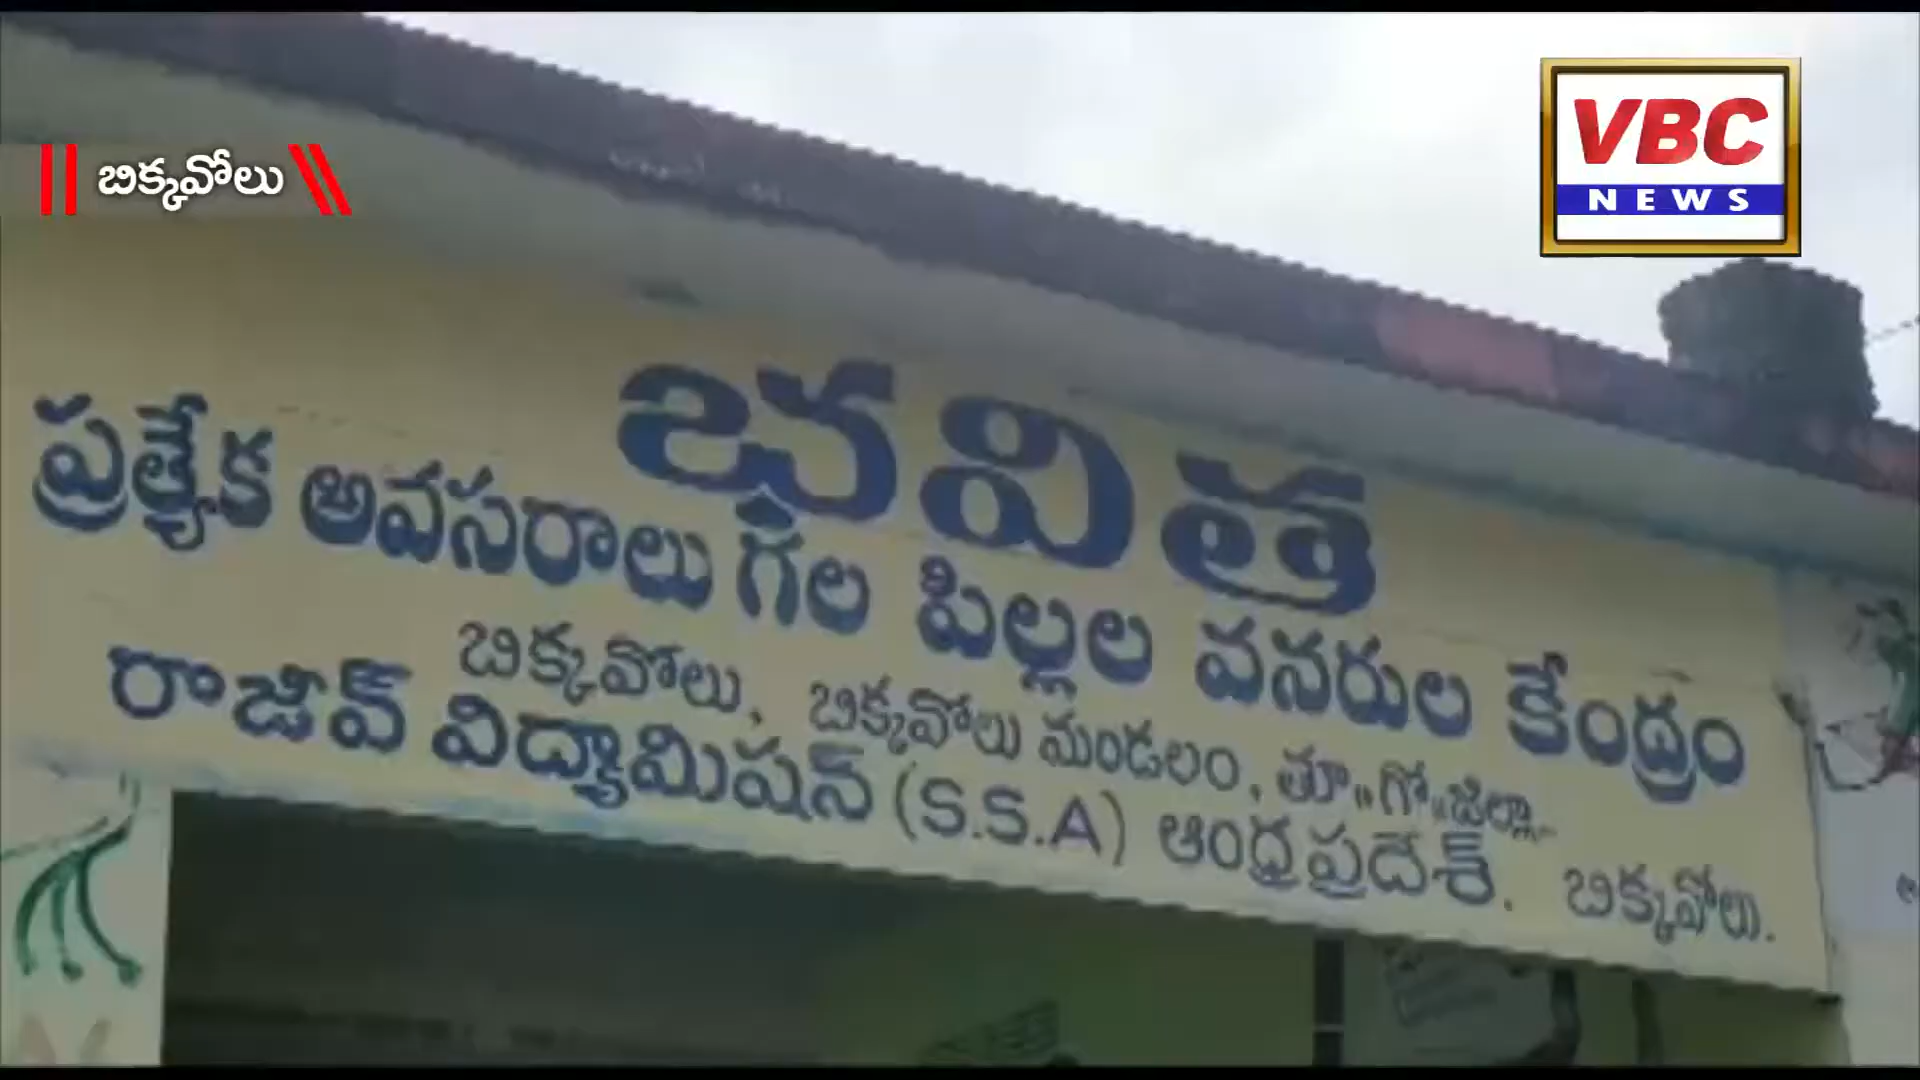 బిక్కవోలు
VBC
NEWS
భవిత
ప్రత్యేక అవసరాలు గల పిల్లల వనరుల కేంద్రం
బిక్కవోలు, బిక్కవోలు మండలం, తూ"గో"జిల్లా.
రాజీవ్ విద్యామిషన్ (S.S.A) ఆంధ్రప్రదేశ్. బిక్కవోలు.